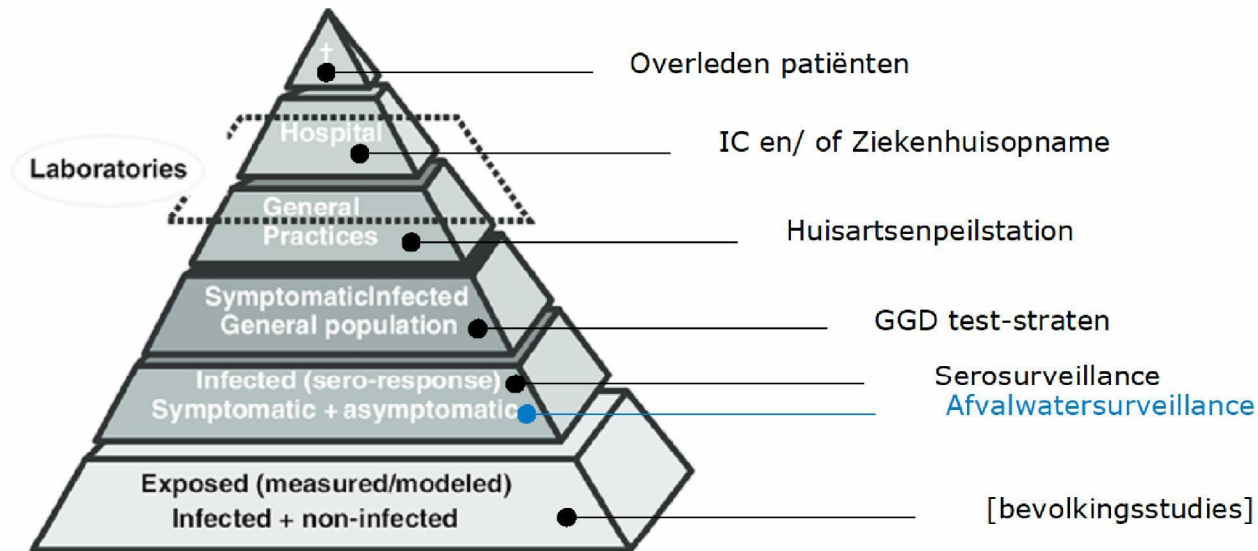 †
Overleden patiënten
Hospital
IC en/ of Ziekenhuisopname
Laboratories
General
Practices
Huisartsenpeilstation
SymptomaticInfected
General population
GGD test-straten
Infected (sero-response)
Symptomatic + asymptomatic
Serosurveillance
Afvalwatersurveillance
Exposed (measured/modeled)
Infected + non-infected
[bevolkingsstudies]